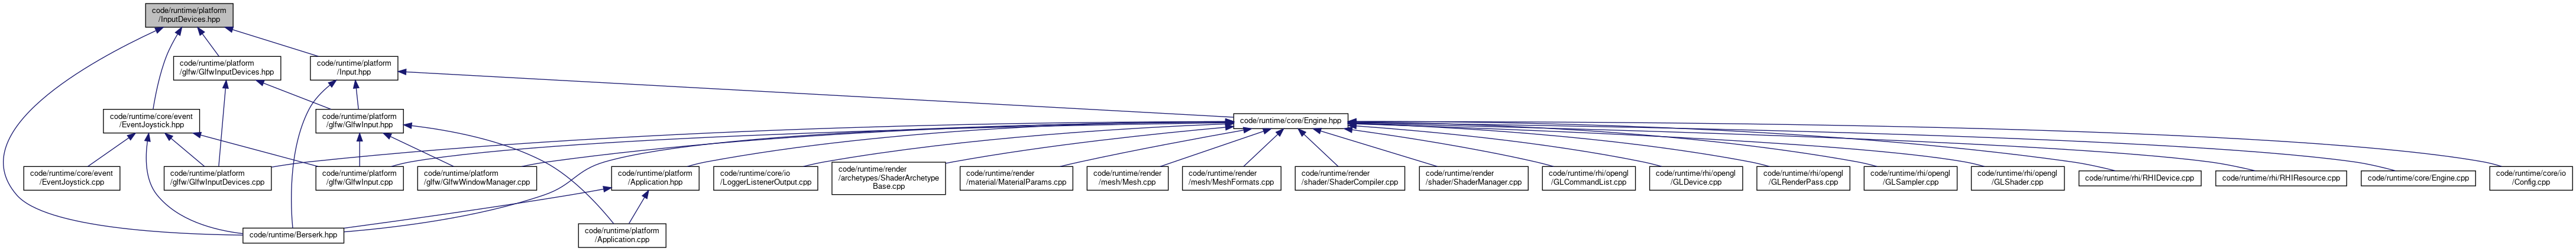 code/runtime/platform
/InputDevices.hpp
code/runtime/platform
/glfw/GlfwInputDevices.hpp
code/runtime/platform
/Input.hpp
code/runtime/core/event
/EventJoystick.hpp
code/runtime/platform
/glfw/GlfwInput.hpp
code/runtime/core/Engine.hpp
code/runtime/core/event
/EventJoystick.cpp
code/runtime/platform
/glfw/GlfwInputDevices.cpp
code/runtime/platform
/glfw/GlfwInput.cpp
code/runtime/platform
/glfw/GlfwWindowManager.cpp
code/runtime/platform
/Application.hpp
code/runtime/core/io
/LoggerListenerOutput.cpp
code/runtime/render
/archetypes/ShaderArchetype
Base.cpp
code/runtime/render
/material/MaterialParams.cpp
code/runtime/render
/mesh/Mesh.cpp
code/runtime/render
/mesh/MeshFormats.cpp
code/runtime/render
/shader/ShaderCompiler.cpp
code/runtime/render
/shader/ShaderManager.cpp
code/runtime/rhi/opengl
/GLCommandList.cpp
code/runtime/rhi/opengl
/GLDevice.cpp
code/runtime/rhi/opengl
/GLRenderPass.cpp
code/runtime/rhi/opengl
/GLSampler.cpp
code/runtime/rhi/opengl
/GLShader.cpp
code/runtime/rhi/RHIDevice.cpp
code/runtime/rhi/RHIResource.cpp
code/runtime/core/Engine.cpp
code/runtime/core/io
/Config.cpp
code/runtime/Berserk.hpp
code/runtime/platform
/Application.cpp